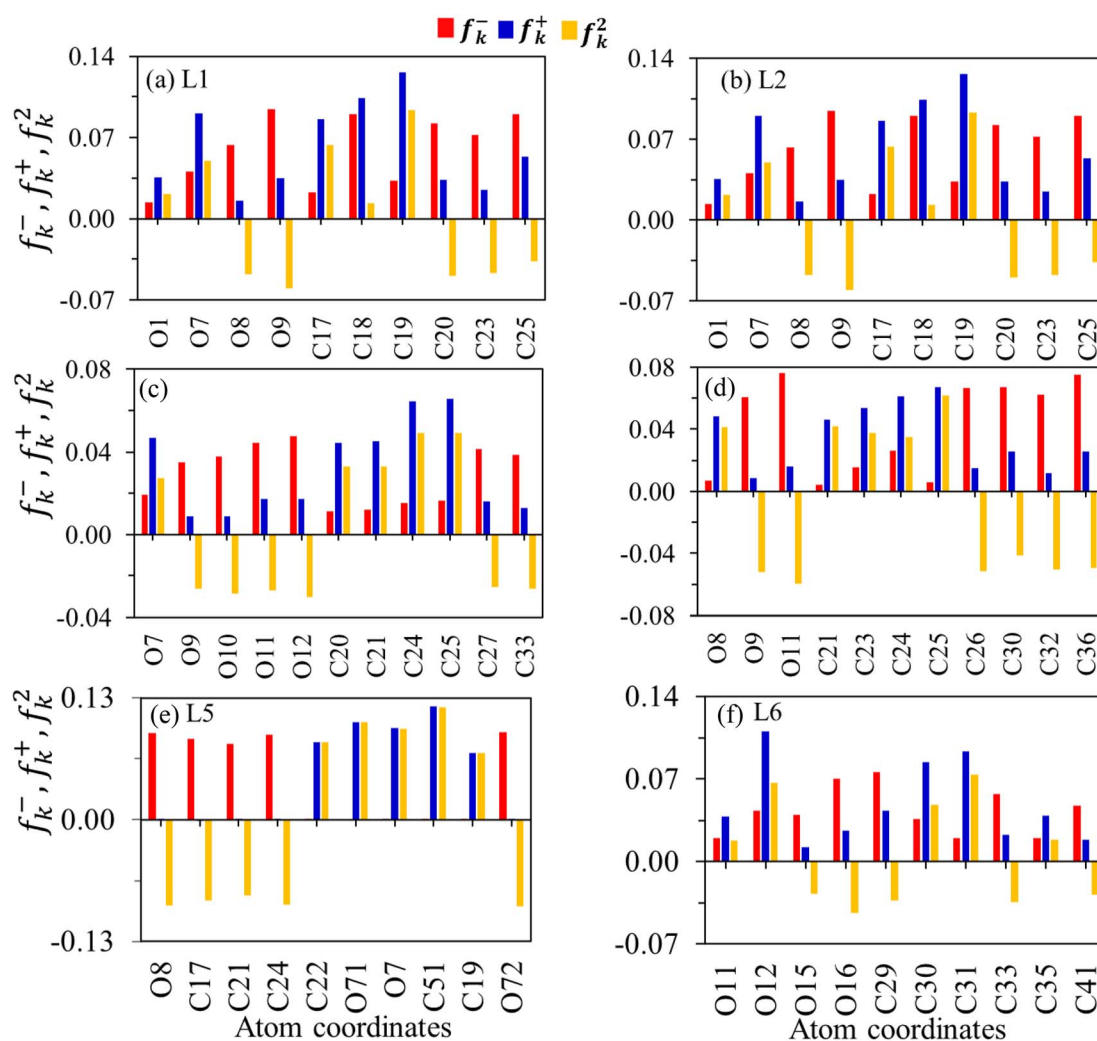 f_k^- f_k^+ f_k^2
(a) L1
f_k^-, f_k^+, f_k^2
0.14
0.07
0.00
-0.07
O1 O7 O8 O9 C17 C18 C19 C20 C23 C25
(b) L2
0.14
0.07
0.00
-0.07
O1 O7 O8 O9 C17 C18 C19 C20 C23 C25
(c)
f_k^-, f_k^+, f_k^2
0.08
0.04
0.00
-0.04
O7 O9 O10 O11 O12 C20 C21 C24 C25 C27 C33
(d)
0.08
0.04
0.00
-0.04
-0.08
O8 O9 O11 C21 C23 C24 C25 C26 C30 C32 C36
(e) L5
f_k^-, f_k^+, f_k^2
0.13
0.00
-0.13
O8 C17 C21 C24 C22 O71 O7 C51 C19 O72
Atom coordinates
(f) L6
0.14
0.07
0.00
-0.07
O11 O12 O15 O16 C29 C30 C31 C33 C35 C41
Atom coordinates